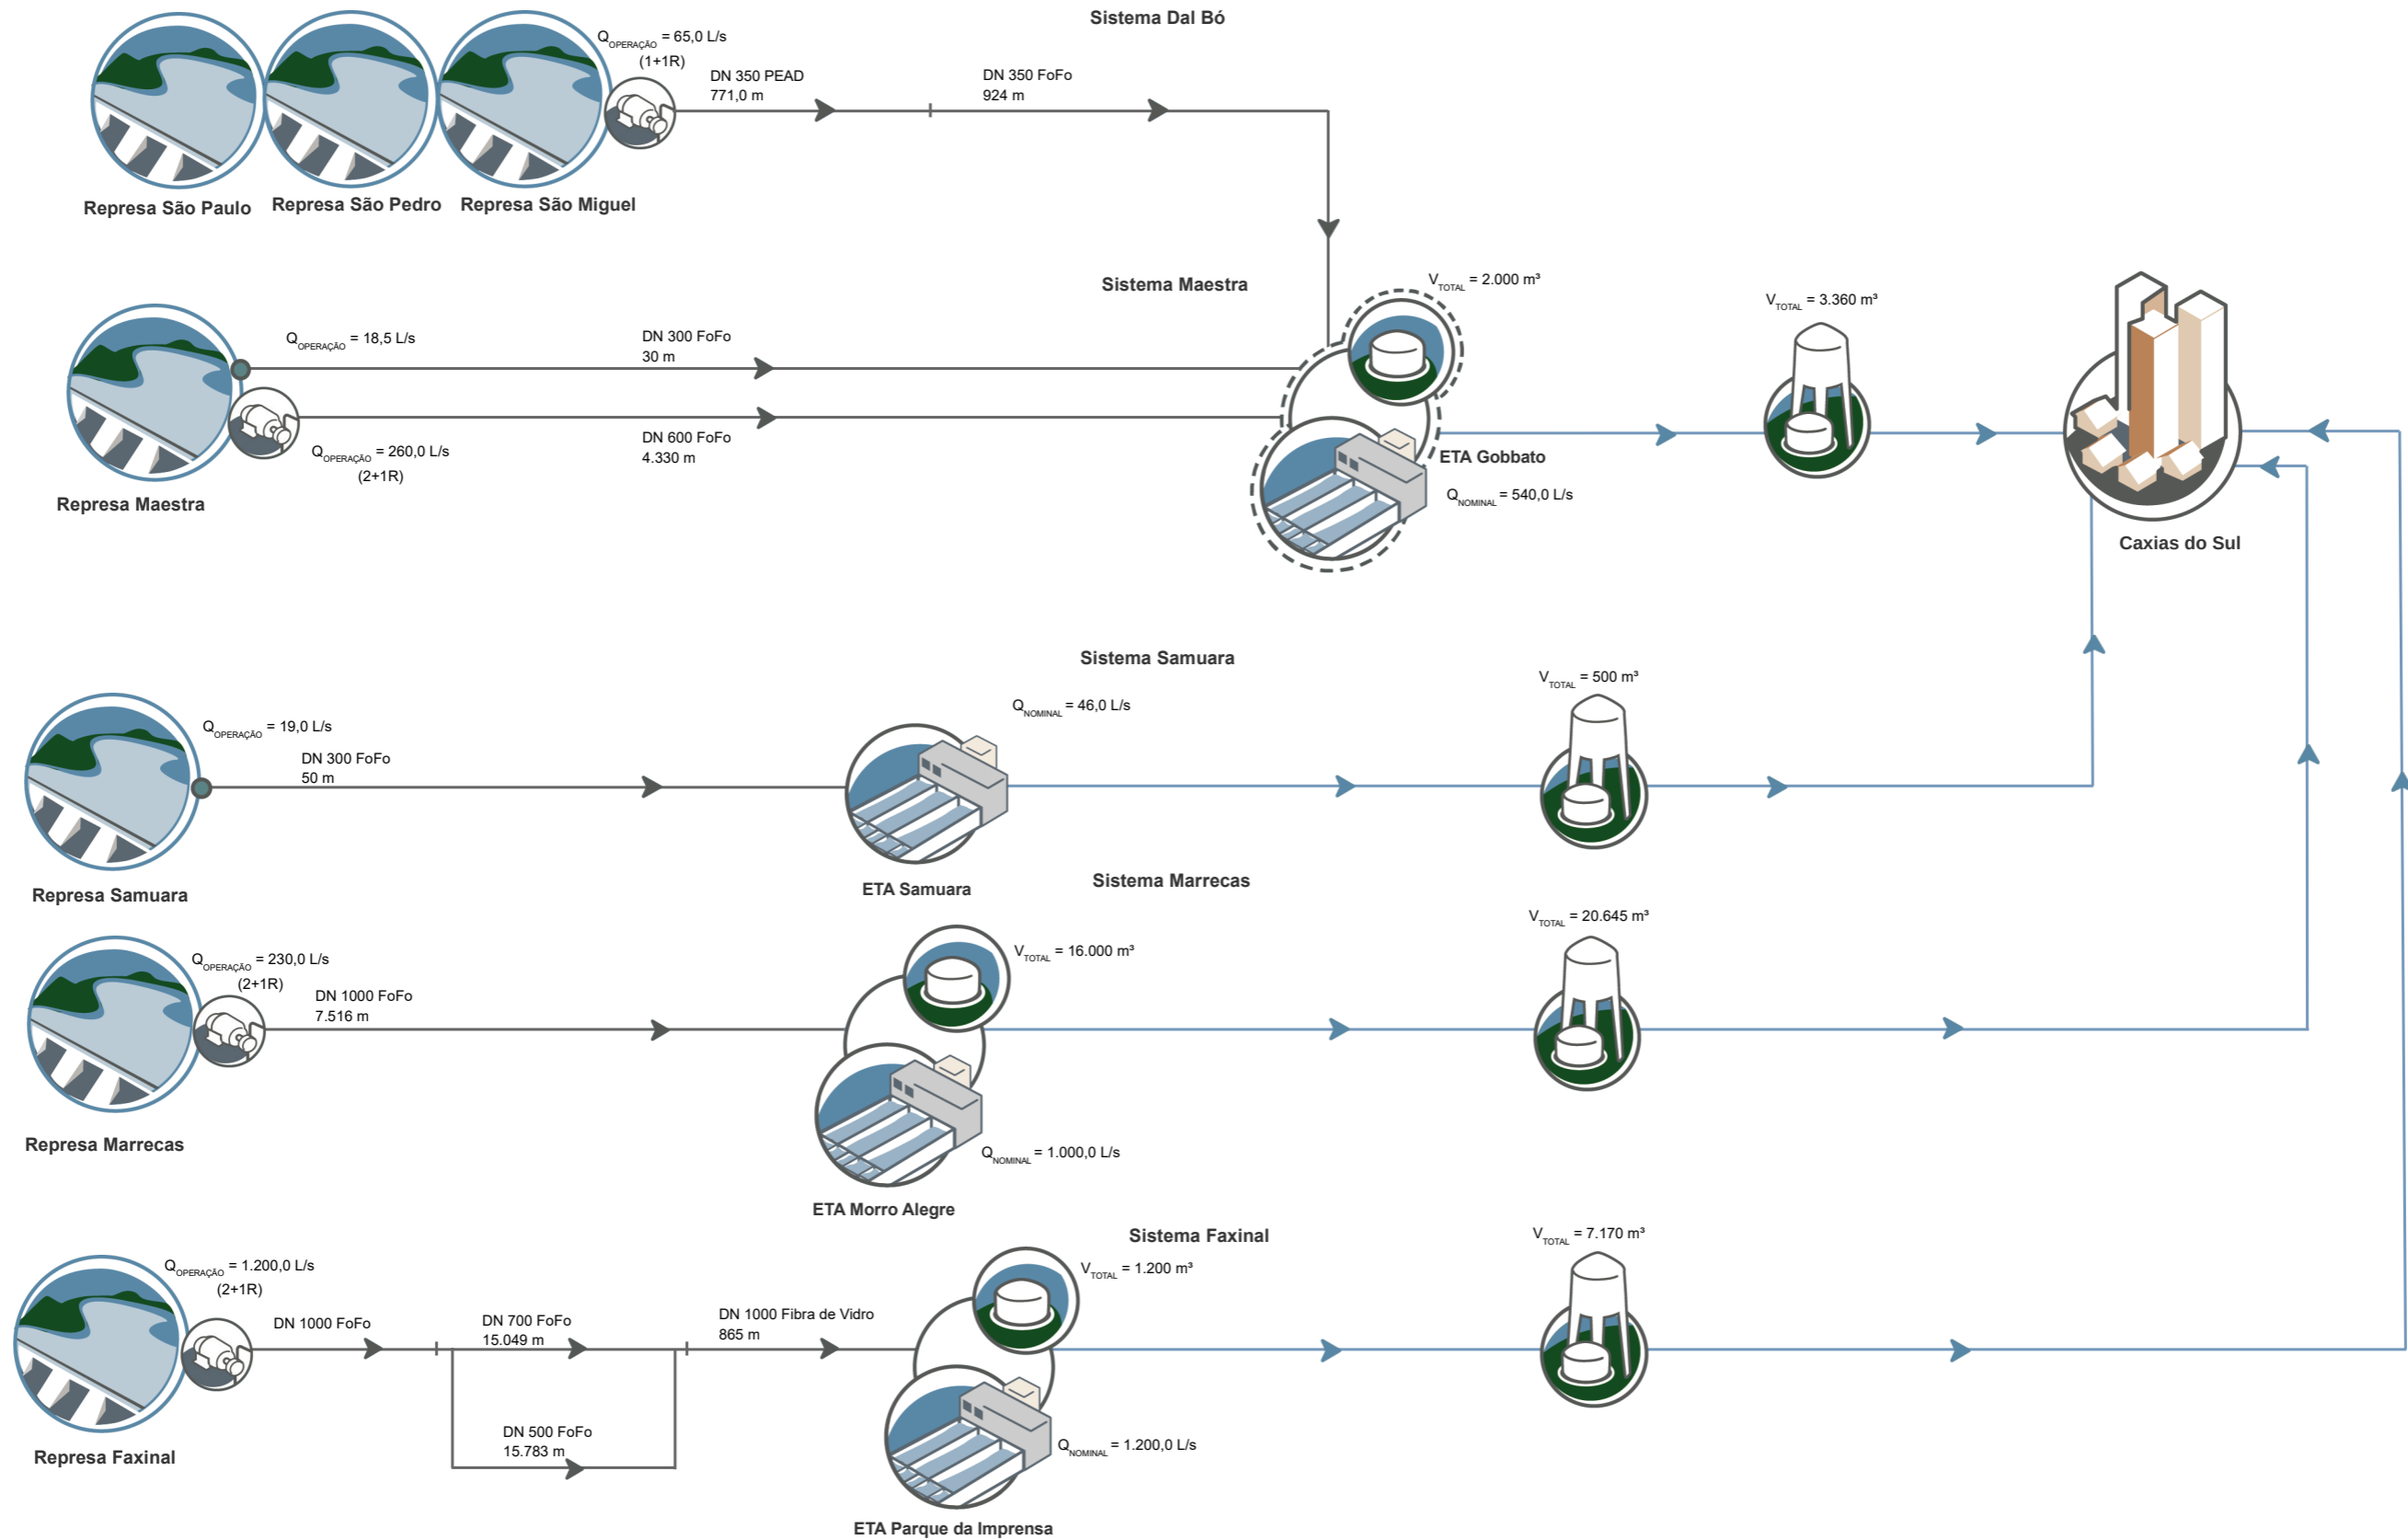 Sistema Dal Bó
Q OPERAÇÃO = 65,0 L/s
(1+1R)
DN 350 PEAD
771,0 m
DN 350 FoFo
924 m
Represa São Paulo
Represa São Pedro
Represa São Miguel
Sistema Maestra
V TOTAL = 2.000 m³
V TOTAL = 3.360 m³
Q OPERAÇÃO = 18,5 L/s
DN 300 FoFo
30 m
Q OPERAÇÃO = 260,0 L/s
(2+1R)
DN 600 FoFo
4.330 m
Represa Maestra
ETA Gobbato
Q NOMINAL = 540,0 L/s
Caxias do Sul
Sistema Samuara
Q OPERAÇÃO = 19,0 L/s
DN 300 FoFo
50 m
Q NOMINAL = 46,0 L/s
V TOTAL = 500 m³
Represa Samuara
ETA Samuara
Sistema Marrecas
Q OPERAÇÃO = 230,0 L/s
(2+1R)
DN 1000 FoFo
7.516 m
V TOTAL = 16.000 m³
V TOTAL = 20.645 m³
Represa Marrecas
Q NOMINAL = 1.000,0 L/s
ETA Morro Alegre
Sistema Faxinal
Q OPERAÇÃO = 1.200,0 L/s
(2+1R)
DN 1000 FoFo
DN 700 FoFo
15.049 m
DN 1000 Fibra de Vidro
865 m
V TOTAL = 1.200 m³
V TOTAL = 7.170 m³
DN 500 FoFo
15.783 m
Represa Faxinal
Q NOMINAL = 1.200,0 L/s
ETA Parque da Imprensa